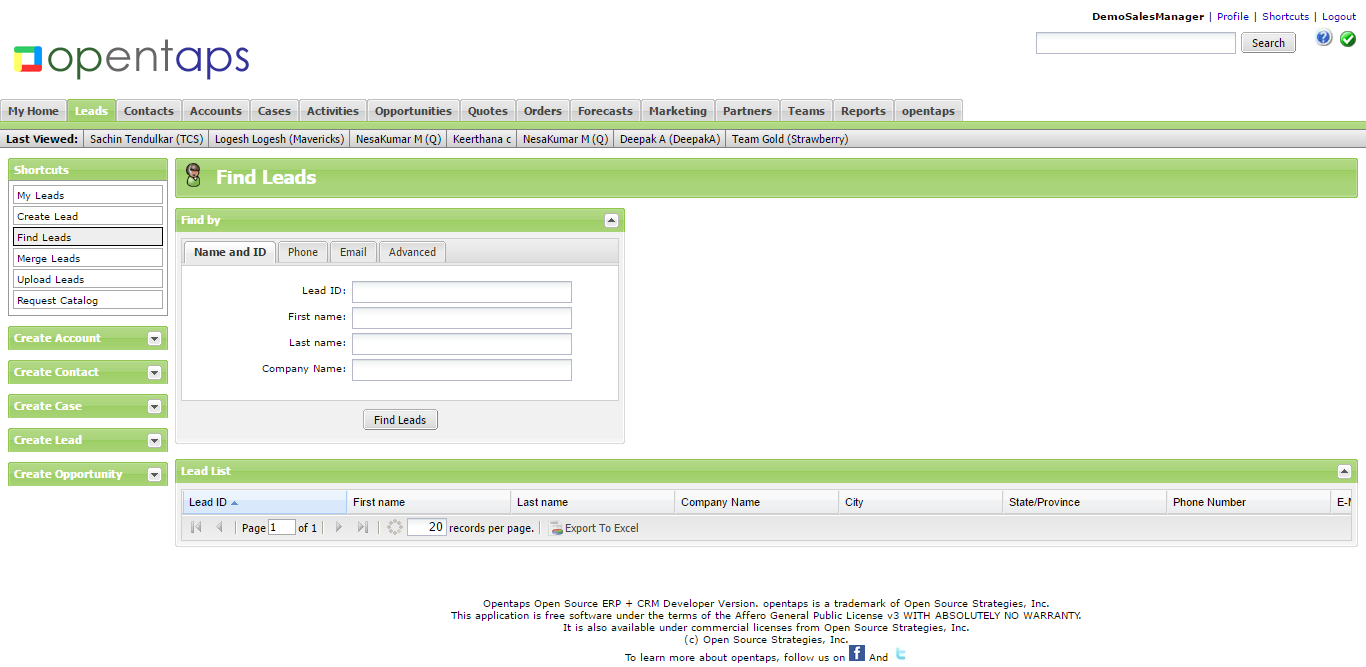 DemoSalesManager | Profile | Shortcuts | Logout
opentaps
Search
My Home Leads Contacts Accounts Cases Activities Opportunities Quotes Orders Forecasts Marketing Partners Teams Reports opentaps
Last Viewed: Sachin Tendulkar (TCS) Logesh Logesh (Mavericks) NesaKumar M (Q) Keerthana c NesaKumar M (Q) Deepak A (DeepakA) Team Gold (Strawberry)
Shortcuts
My Leads
Create Lead
Find Leads
Merge Leads
Upload Leads
Request Catalog
Create Account
Create Contact
Create Case
Create Lead
Create Opportunity
Find Leads
Find by
Name and ID Phone Email Advanced
Lead ID:
First name:
Last name:
Company Name:
Find Leads
Lead List
Lead ID First name Last name Company Name City State/Province Phone Number E-M
Page 1 of 1 20 records per page. Export To Excel
Opentaps Open Source ERP + CRM Developer Version. opentaps is a trademark of Open Source Strategies, Inc.
This application is free software under the terms of the Affero General Public License v3 WITH ABSOLUTELY NO WARRANTY.
It is also available under commercial licenses from Open Source Strategies, Inc.
(c) Open Source Strategies, Inc.
To learn more about opentaps, follow us on f And t